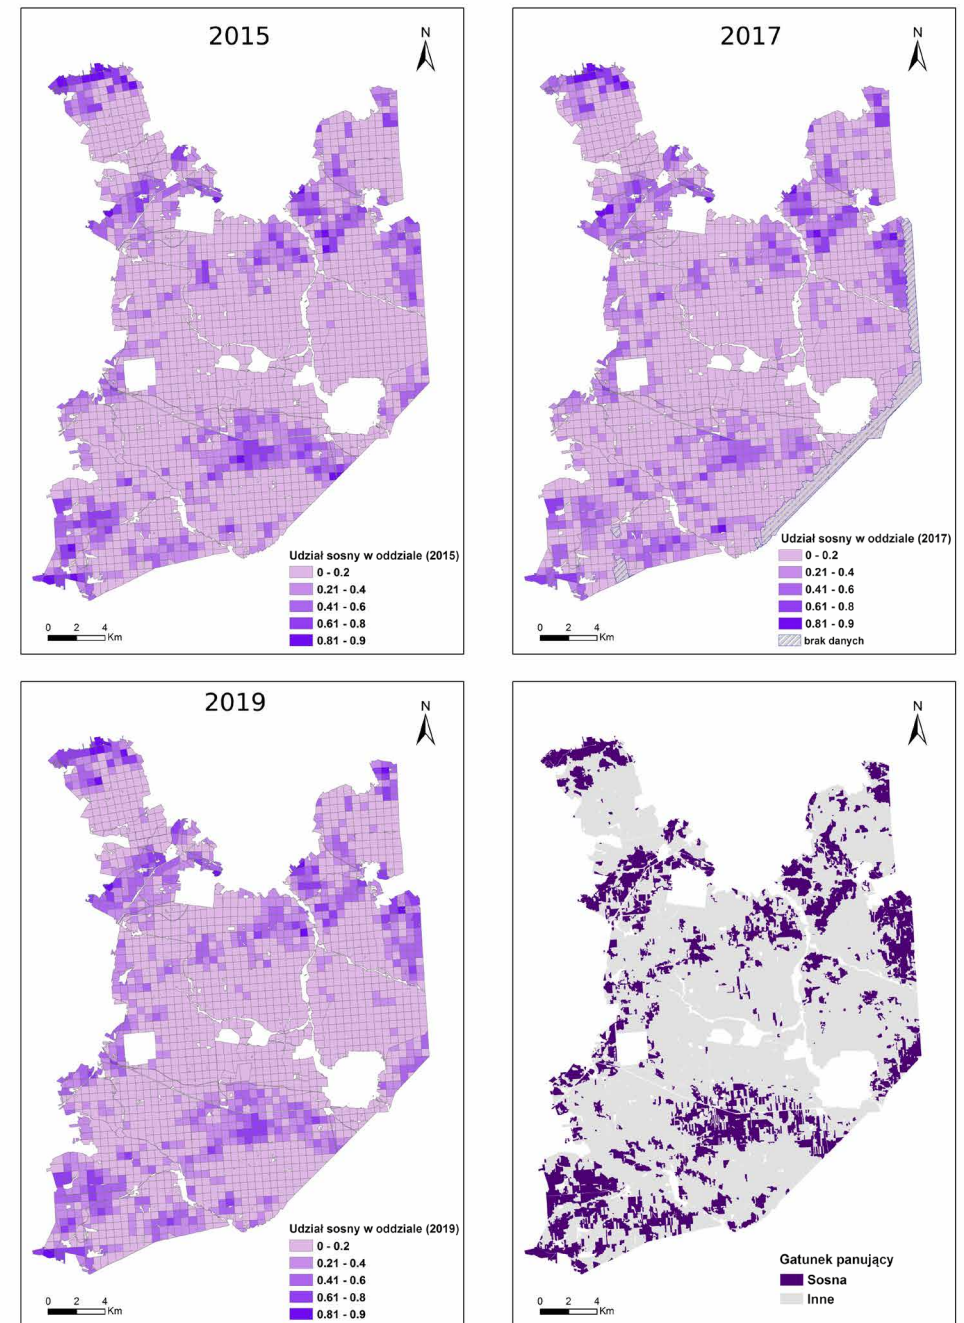 2015
N
Udział sosny w oddziale (2015)
0 - 0.2
0.21 - 0.4
0.41 - 0.6
0.61 - 0.8
0.81 - 0.9
0 2 4
Km
2017
N
Udział sosny w oddziale (2017)
0 - 0.2
0.21 - 0.4
0.41 - 0.6
0.61 - 0.8
0.81 - 0.9
brak danych
0 2 4
Km
2019
N
Udział sosny w oddziale (2019)
0 - 0.2
0.21 - 0.4
0.41 - 0.6
0.61 - 0.8
0.81 - 0.9
0 2 4
Km
N
Gatunek panujący
Sosna
Inne
0 2 4
Km